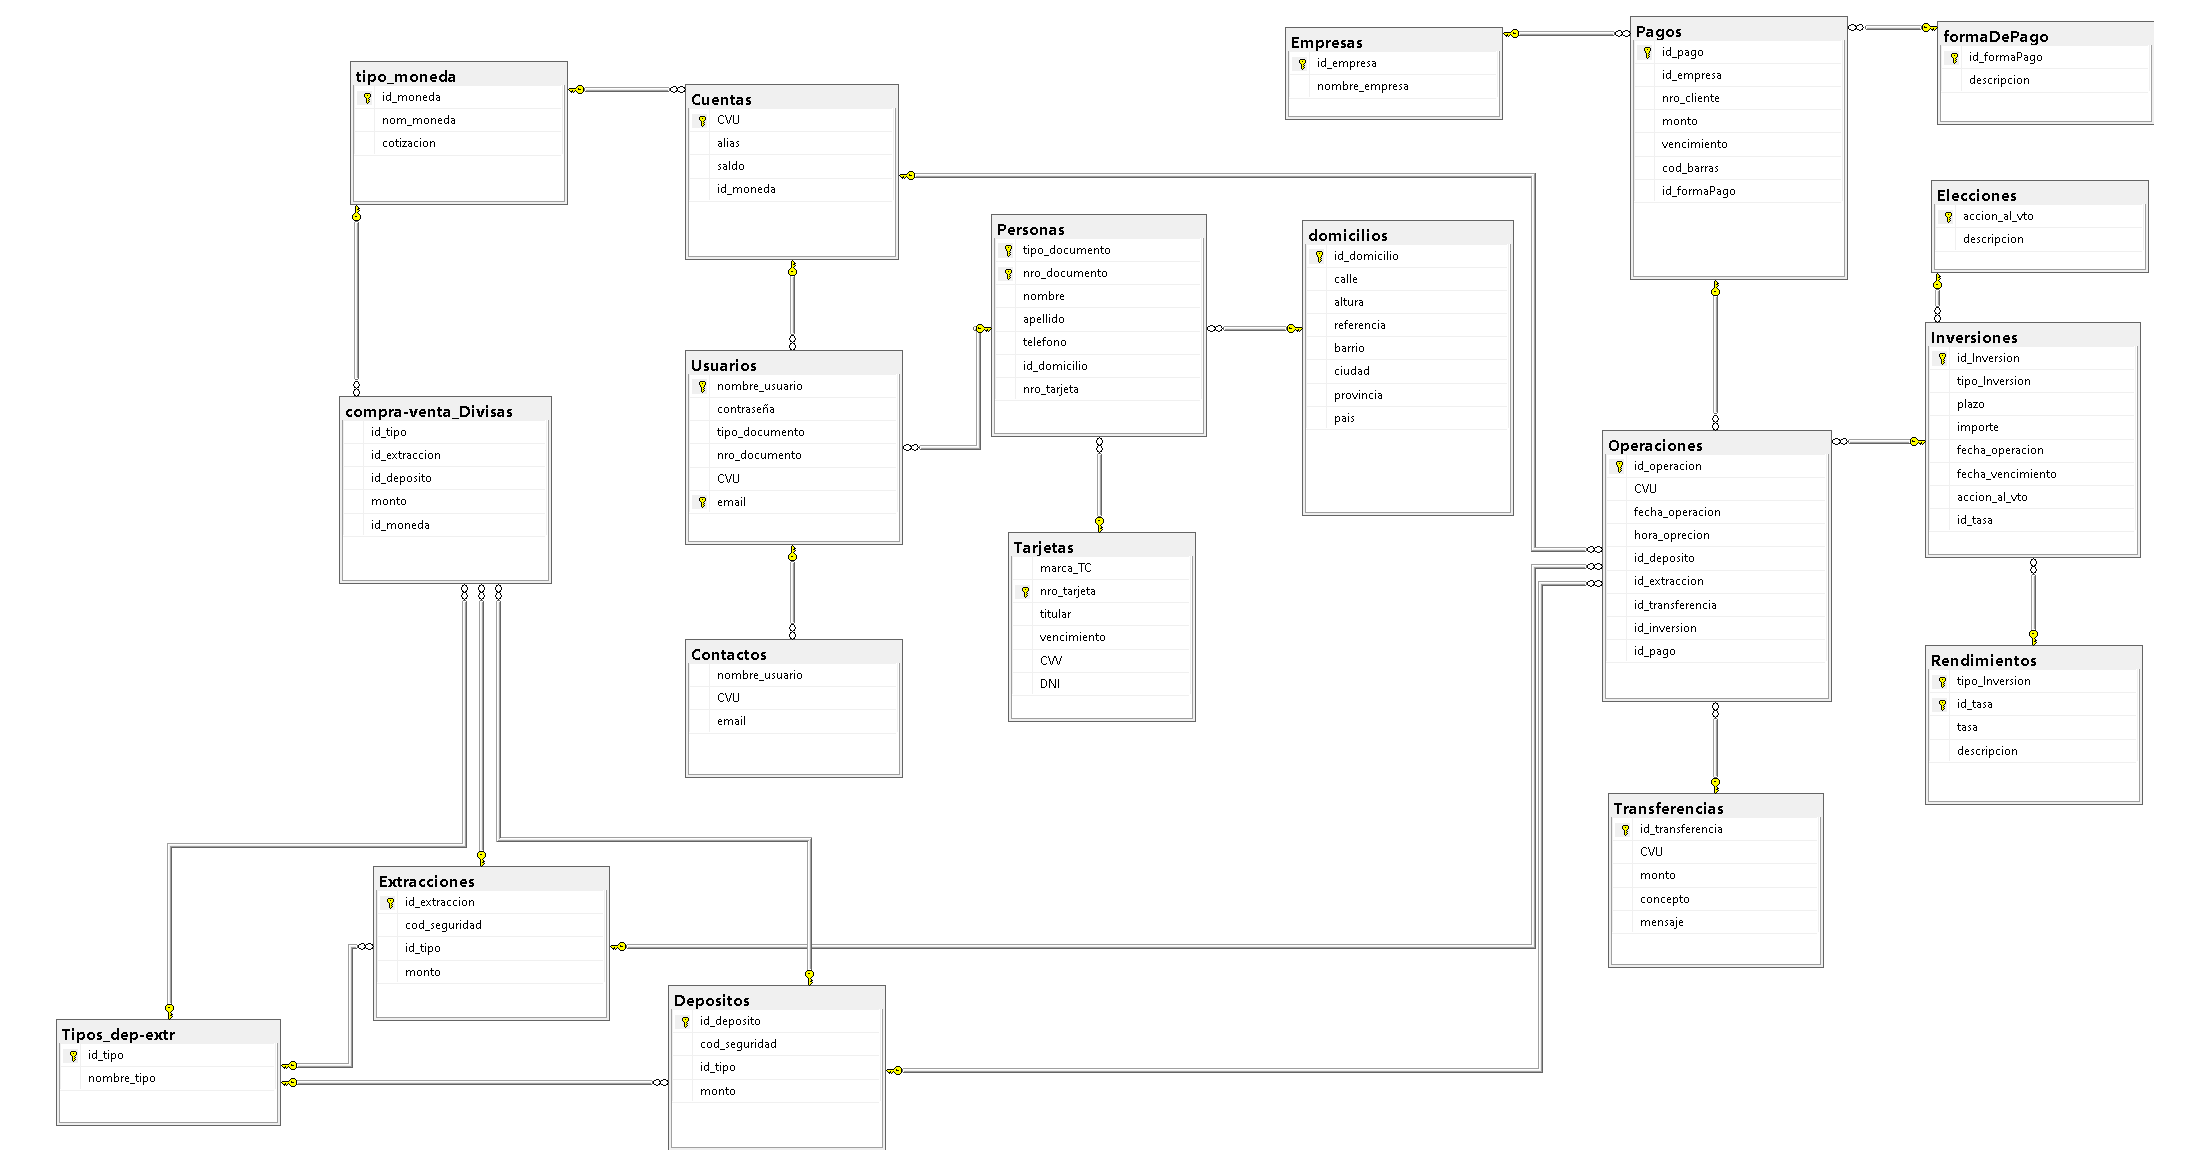 tipo_moneda
id_moneda
nom_moneda
cotizacion
Cuentas
CVU
alias
saldo
id_moneda
Empresas
id_empresa
nombre_empresa
Pagos
id_pago
id_empresa
nro_cliente
monto
vencimiento
cod_barras
id_formaPago
formaDePago
id_formaPago
descripcion
Elecciones
accion_al_vto
descripcion
Personas
tipo_documento
nro_documento
nombre
apellido
telefono
id_domicilio
nro_tarjeta
domicilios
id_domicilio
calle
altura
referencia
barrio
ciudad
provincia
pais
Inversiones
id_Inversion
tipo_Inversion
plazo
importe
fecha_operacion
fecha_vencimiento
accion_al_vto
id_tasa
Usuarios
nombre_usuario
contraseña
tipo_documento
nro_documento
CVU
email
compra-venta_Divisas
id_tipo
id_extraccion
id_deposito
monto
id_moneda
Operaciones
id_operacion
CVU
fecha_operacion
hora_oprecion
id_deposito
id_extraccion
id_transferencia
id_inversion
id_pago
Tarjetas
marca_TC
nro_tarjeta
titular
vencimiento
CVV
DNI
Contactos
nombre_usuario
CVU
email
Rendimientos
tipo_Inversion
id_tasa
tasa
descripcion
Transferencias
id_transferencia
CVU
monto
concepto
mensaje
Extracciones
id_extraccion
cod_seguridad
id_tipo
monto
Depositos
id_deposito
cod_seguridad
id_tipo
monto
Tipos_dep-extr
id_tipo
nombre_tipo